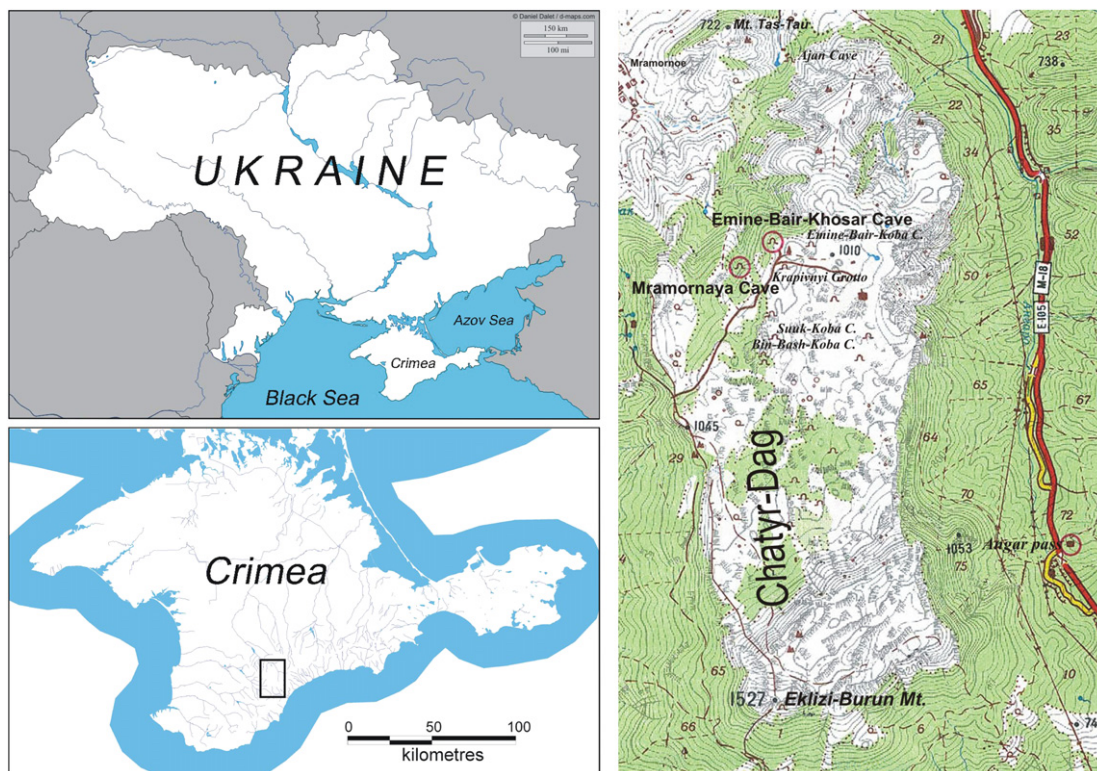 © Daniel Dalet / d-maps.com
150 km
100 mi
UKRAINE
Azov Sea
Crimea
Black Sea
Crimea
0 50 100
kilometres
722 Mt. Tas-Tau
21
23
Ajan Cave
738
Mramornoe
22
35
34
Emine-Bair-Khosar Cave
Emine-Bair-Koba C.
1010
52
Krapivnyi Grotto
50
Mramornaya Cave
M-18
E-105
Suuk-Koba C.
Bin-Bash-Koba C.
65
67
1045
64
29
Chatyr-Dag
70
72
Angar pass
1053
75
65
10
1527 Eklizi-Burun Mt.
66
1
6
74